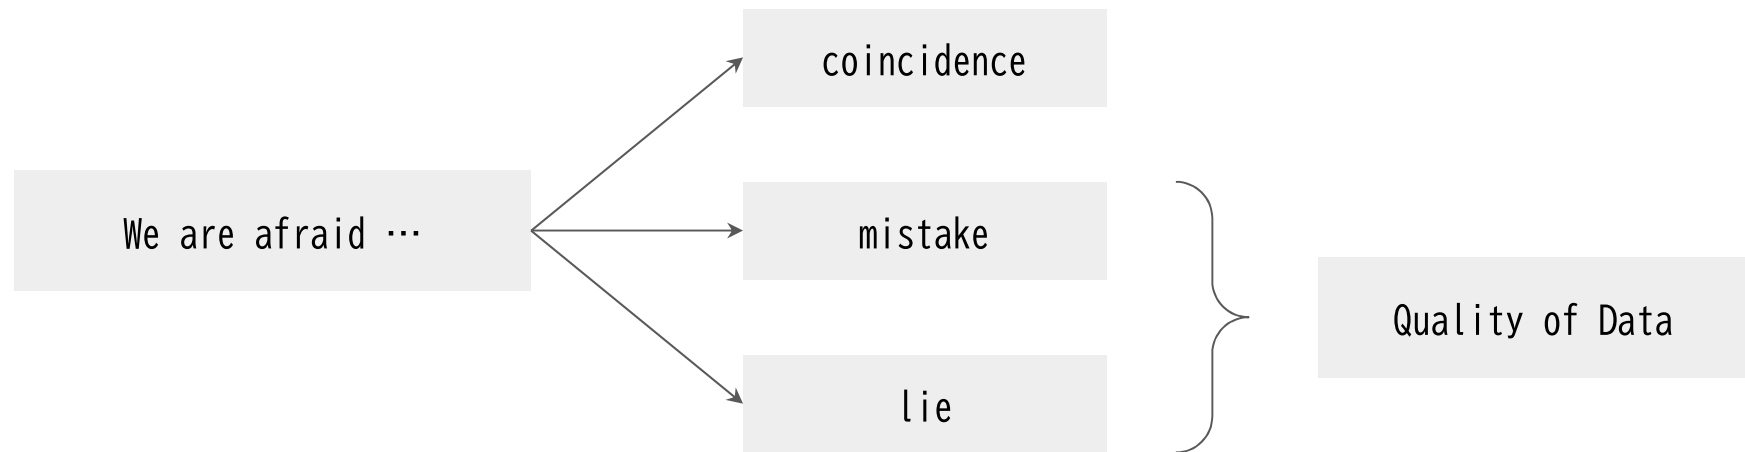 We are afraid …
coincidence
mistake
lie
Quality of Data